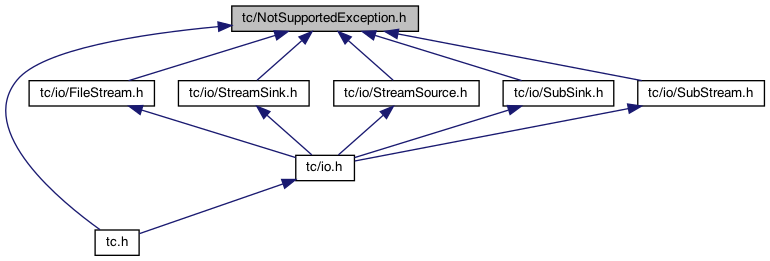 tc/NotSupportedException.h
tc/io/FileStream.h
tc/io/StreamSink.h
tc/io/StreamSource.h
tc/io/SubSink.h
tc/io/SubStream.h
tc/io.h
tc.h